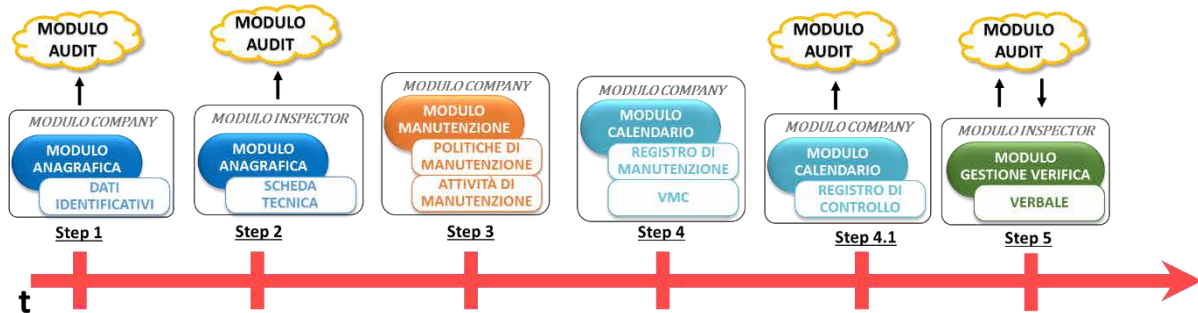 MODULO
AUDIT
MODULO COMPANY
MODULO
ANAGRAFICA
DATI
IDENTIFICATIVI
Step 1
MODULO
AUDIT
MODULO INSPECTOR
MODULO
ANAGRAFICA
SCHEDA
TECNICA
Step 2
MODULO COMPANY
MODULO
MANUTENZIONE
POLITICHE DI
MANUTENZIONE
ATTIVITÀ DI
MANUTENZIONE
Step 3
MODULO COMPANY
MODULO
CALENDARIO
REGISTRO DI
MANUTENZIONE
VMC
Step 4
MODULO
AUDIT
MODULO COMPANY
MODULO
CALENDARIO
REGISTRO DI
CONTROLLO
Step 4.1
MODULO
AUDIT
MODULO INSPECTOR
MODULO
GESTIONE VERIFICA
VERBALE
Step 5
t